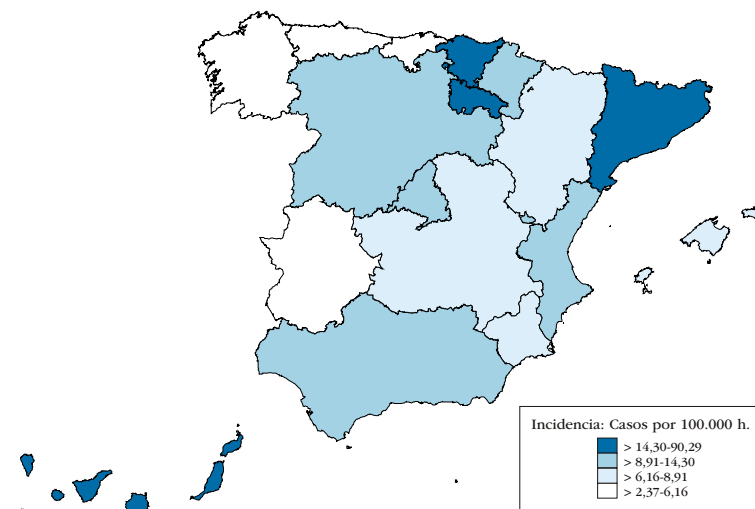 Incidencia: Casos por 100.000 h.
> 14,30-90,29
> 8,91-14,30
> 6,16-8,91
> 2,37-6,16